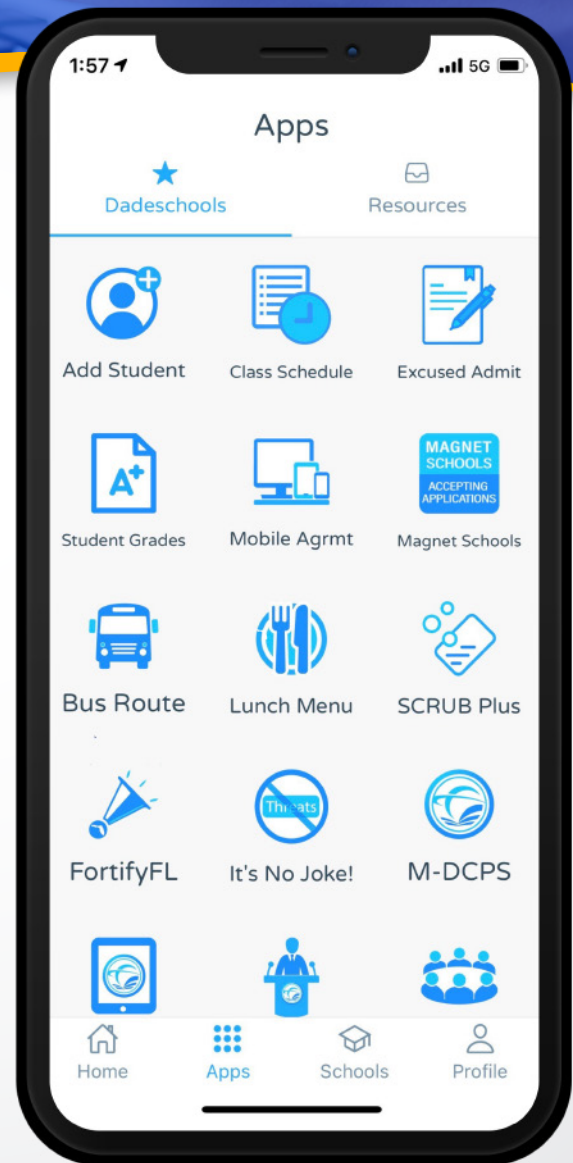 1:57
5G
Apps
Dadeschools
Resources
Add Student
Class Schedule
Excused Admit
A+
MAGNET
SCHOOLS
ACCEPTING
APPLICATIONS
Student Grades
Mobile Agrmt
Magnet Schools
Bus Route
Lunch Menu
SCRUB Plus
Threats
FortifyFL
It's No Joke!
M-DCPS
Home
Apps
Schools
Profile